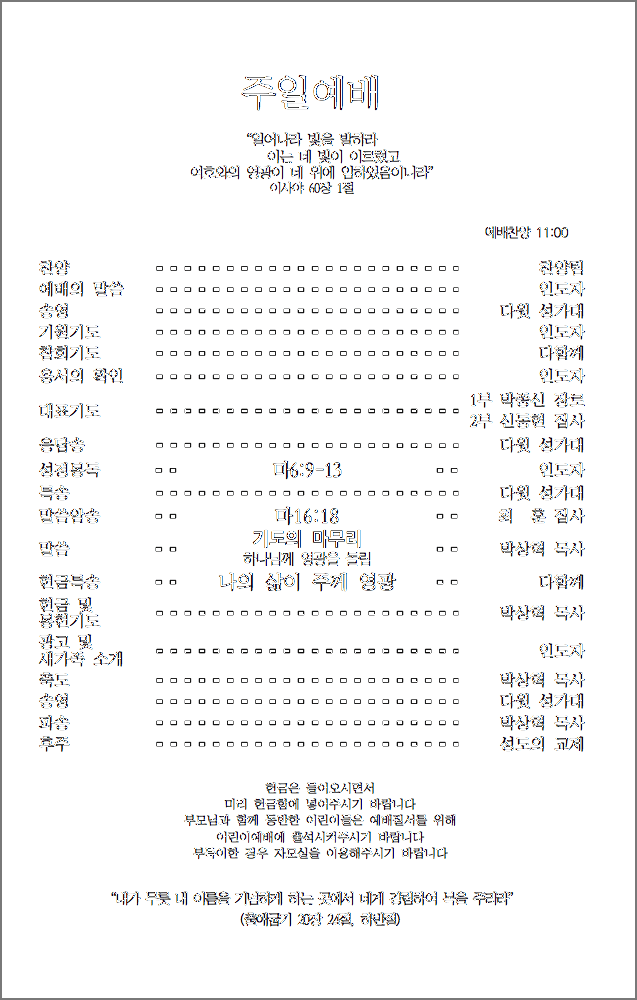 주일예배
“일어나라 빛을 발하라
이는 네 빛이 이르렀고
여호와의 영광이 네 위에 임하였음이니라”
이사야 60장 1절
예배찬양 11:00
찬양 찬양팀
예배의 말씀 인도자
송영 다윗 성가대
기원기도 인도자
참회기도 다함께
용서의 확인 인도자
대표기도 1부 박용신 장로
2부 신동헌 집사
응답송 다윗 성가대
성경봉독 마6:9-13 인도자
특송 다윗 성가대
말씀암송 마16:18 최 훈 집사
말씀 기도의 마무리 박상혁 목사
하나님께 영광을 돌림
헌금특송 나의 삶이 주께 영광 다함께
헌금 및
봉헌기도 박상혁 목사
광고 및
새가족 소개 인도자
축도 박상혁 목사
송영 다윗 성가대
파송 박상혁 목사
후주 성도의 교제
헌금은 들어오시면서
미리 헌금함에 넣어주시기 바랍니다
부모님과 함께 동반한 어린이들은 예배질서를 위해
어린이예배에 출석시켜주시기 바랍니다
부득이한 경우 자모실을 이용해주시기 바랍니다
“내가 무릇 내 이름을 기념하게 하는 곳에서 네게 강림하여 복을 주리라”
(출애굽기 20장 24절, 하반절)